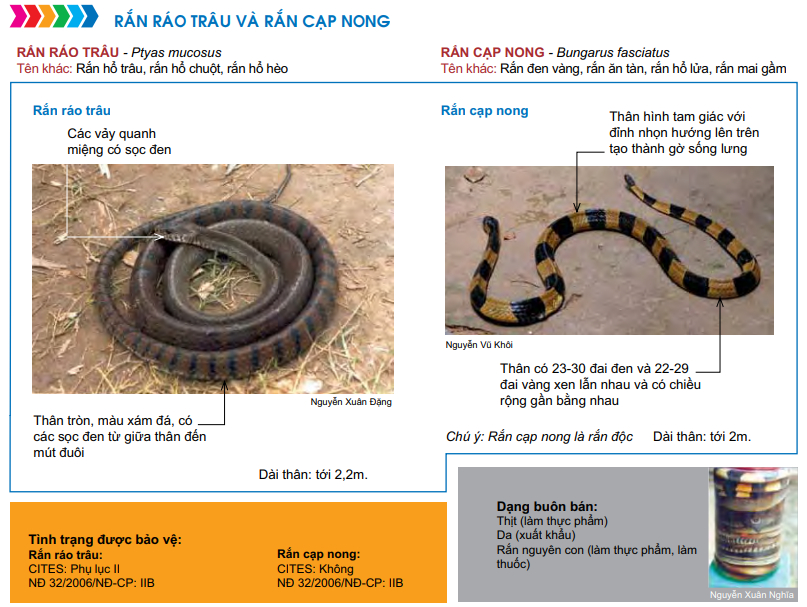 RẮN RÁO TRÂU VÀ RẮN CẠP NONG
RẮN RÁO TRÂU - Ptyas mucosus
Tên khác: Rắn hổ trâu, rắn hổ chuột, rắn hổ hèo
RẮN CẠP NONG - Bungarus fasciatus
Tên khác: Rắn đen vàng, rắn ăn tàn, rắn hổ lửa, rắn mai gầm
Rắn ráo trâu
Các vảy quanh
miệng có sọc đen
Nguyễn Xuân Đặng
Thân tròn, màu xám đá, có
các sọc đen từ giữa thân đến
mút đuôi
Dài thân: tới 2,2m.
Rắn cạp nong
Thân hình tam giác với
đỉnh nhọn hướng lên trên
tạo thành gờ sống lưng
Nguyễn Vũ Khôi
Thân có 23-30 đai đen và 22-29
đai vàng xen lẫn nhau và có chiều
rộng gần bằng nhau
Chú ý: Rắn cạp nong là rắn độc Dài thân: tới 2m.
Tình trạng được bảo vệ:
Rắn ráo trâu:
CITES: Phụ lục II
NĐ 32/2006/NĐ-CP: IIB
Rắn cạp nong:
CITES: Không
NĐ 32/2006/NĐ-CP: IIB
Dạng buôn bán:
Thịt (làm thực phẩm)
Da (xuất khẩu)
Rắn nguyên con (làm thực phẩm, làm
thuốc)
Nguyễn Xuân Nghĩa